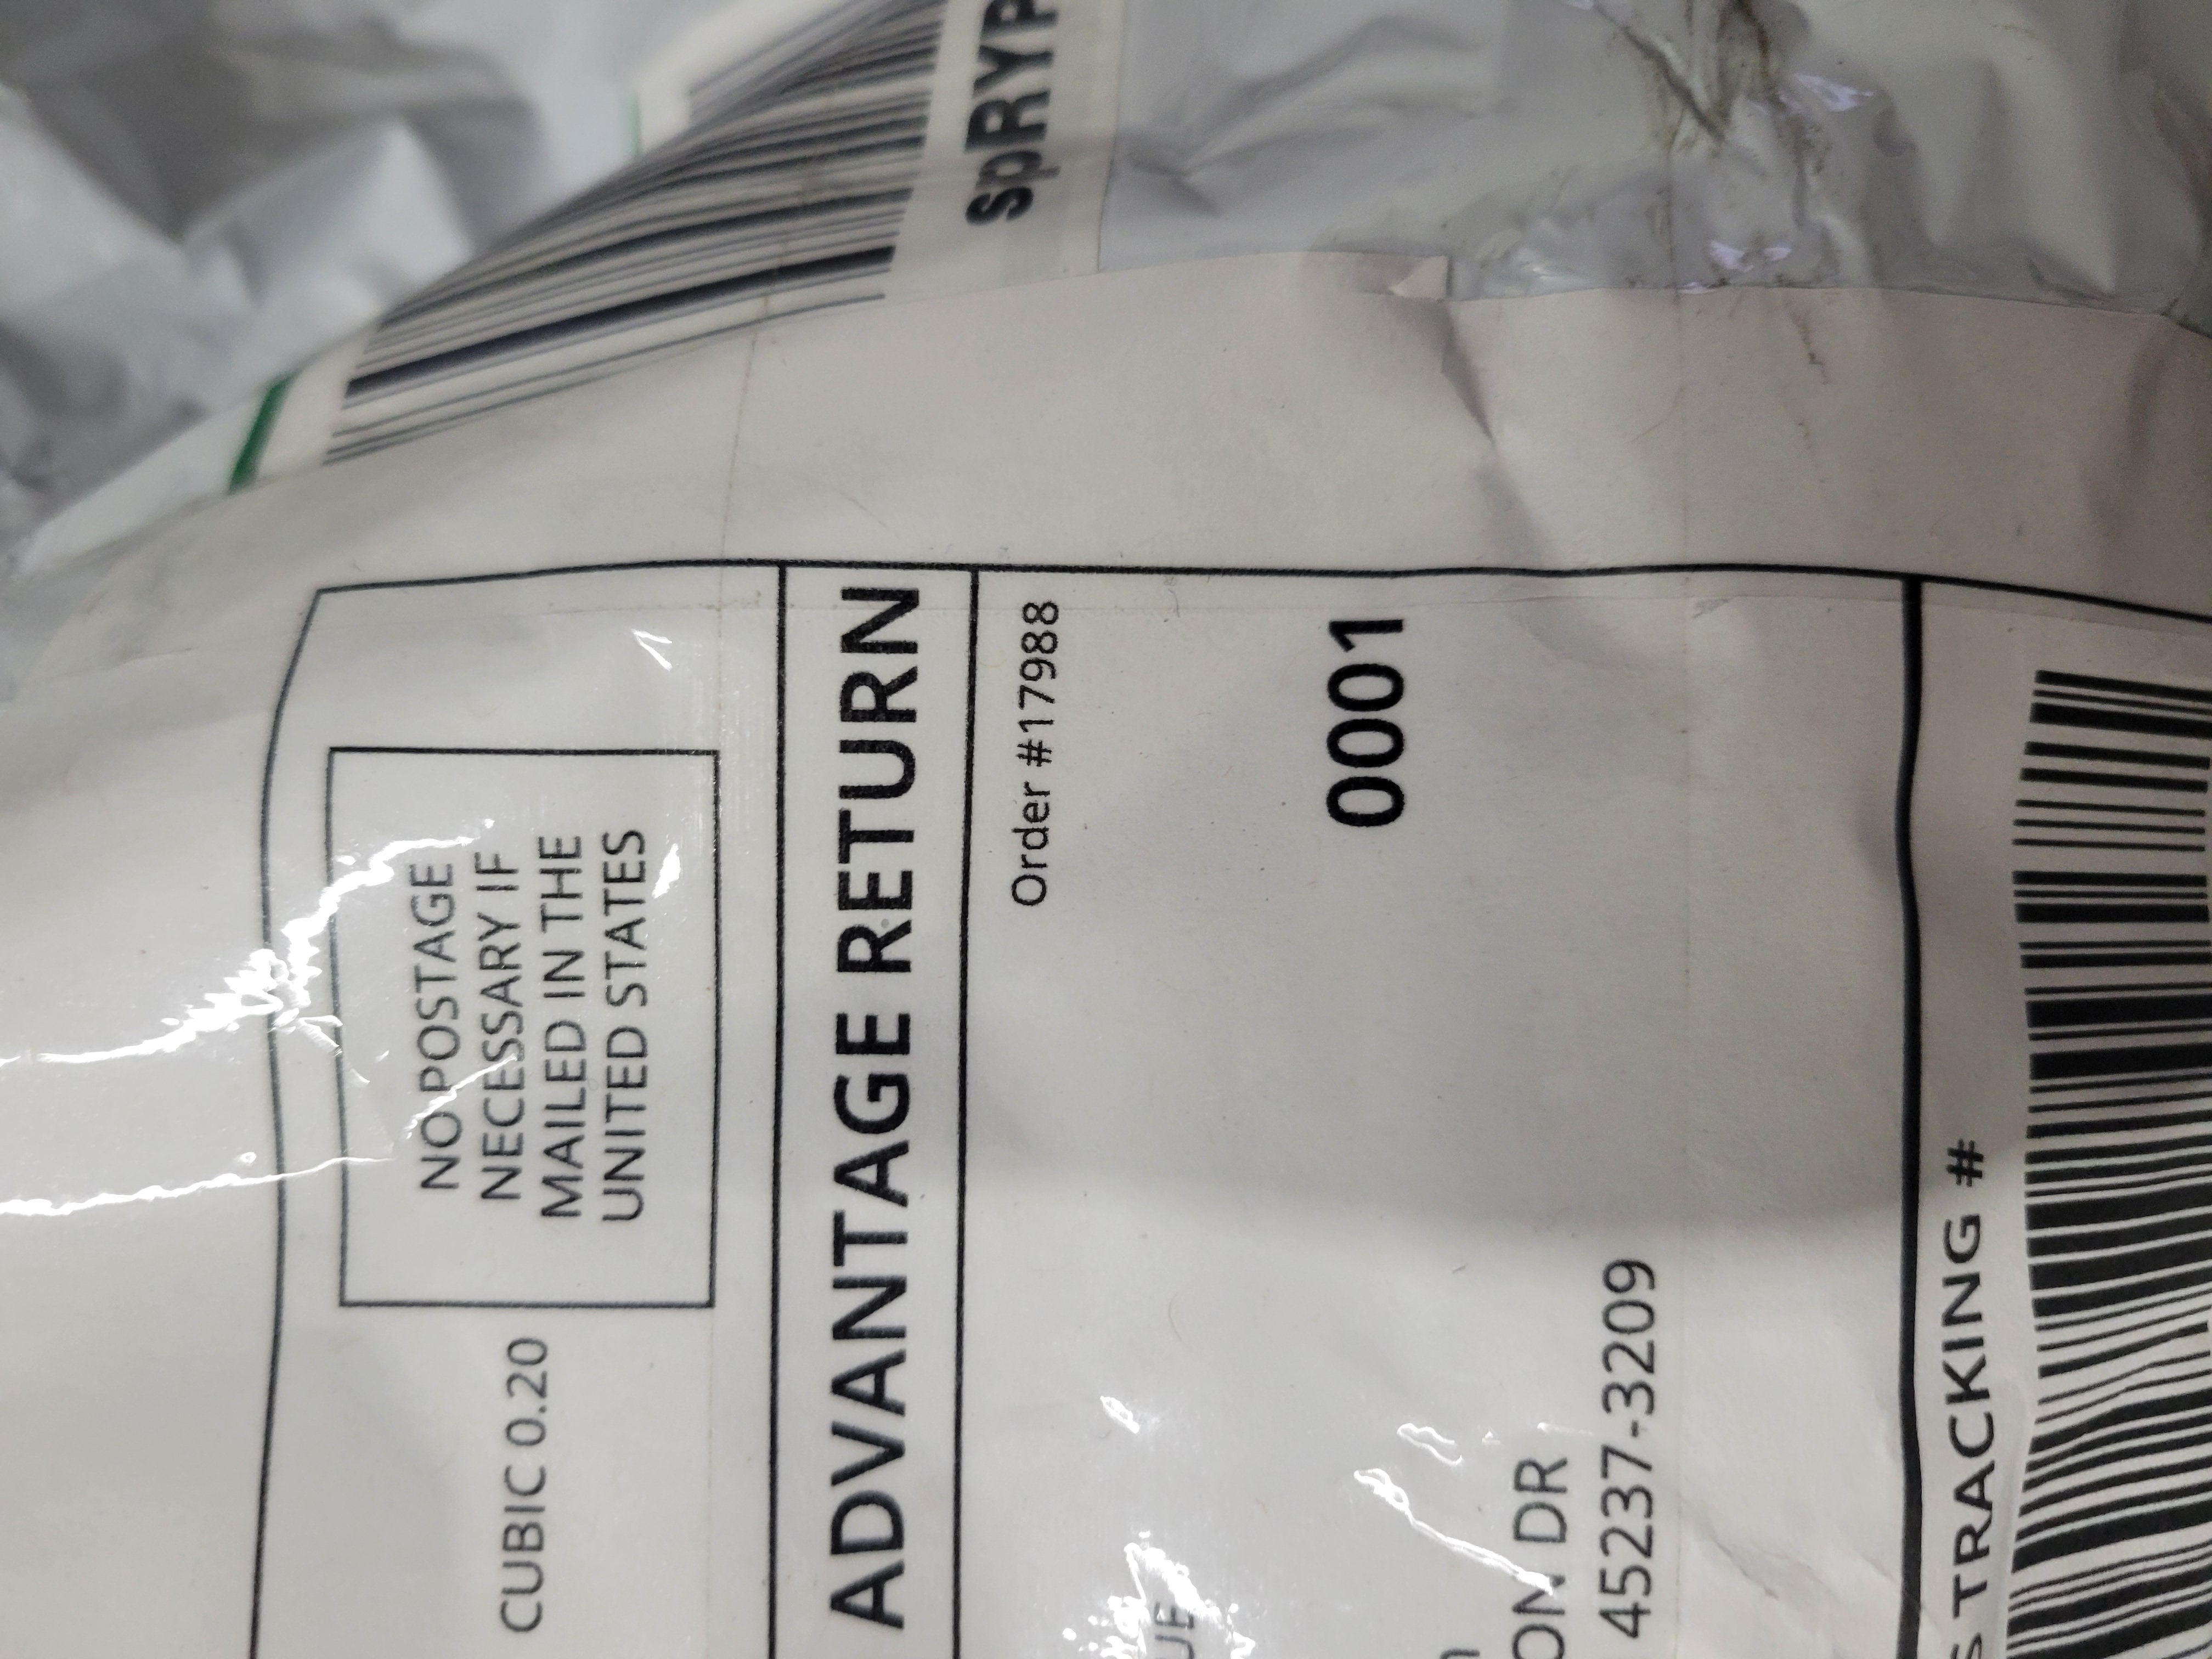 spRYP
NO POSTAGE
NECESSARY IF
MAILED IN THE
UNITED STATES
CUBIC 0.20
ADVANTAGE RETURN
Order #17988
0001
DR
45237-3209
TRACKING #